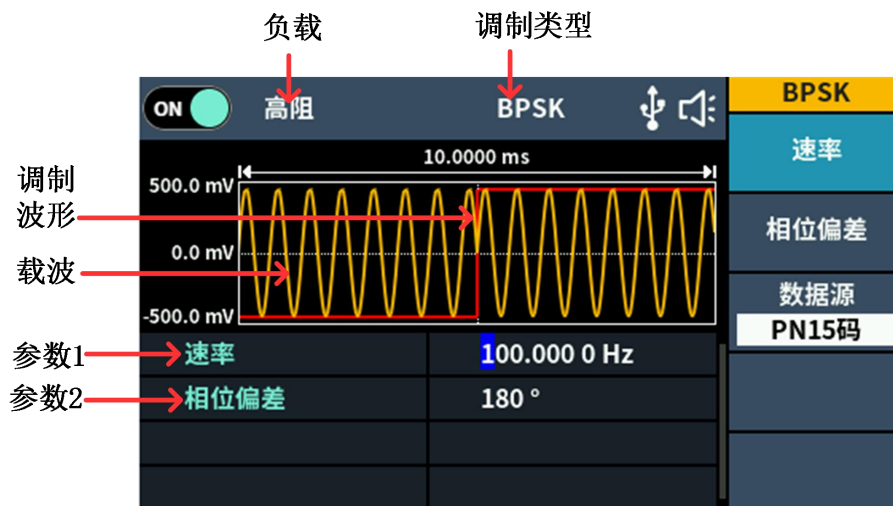 负载
调制类型
ON
高阻
BPSK
BPSK
10.0000 ms
速率
调制
波形
500.0 mV
相位偏差
载波
0.0 mV
数据源
-500.0 mV
PN15码
参数1
速率
100.000 0 Hz
参数2
相位偏差
180 °